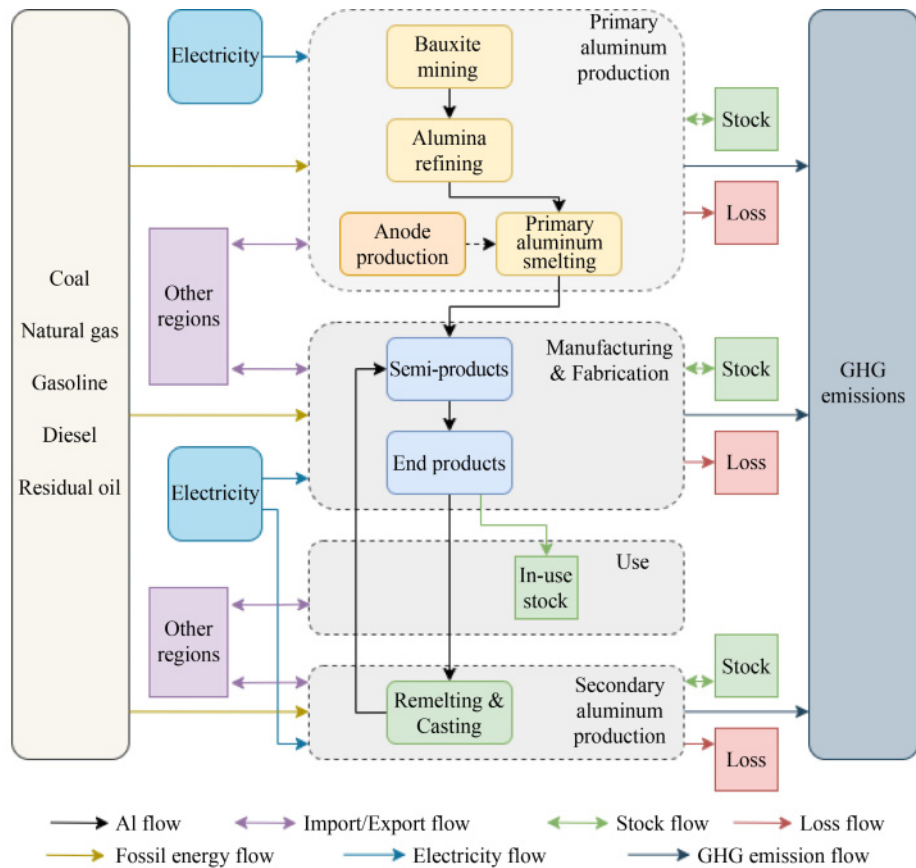 Coal
Natural gas
Gasoline
Diesel
Residual oil
Electricity
Other
regions
Electricity
Other
regions
Primary
aluminum
production
Bauxite
mining
Alumina
refining
Anode
production
Primary
aluminum
smelting
Manufacturing
& Fabrication
Semi-products
End products
Use
In-use
stock
Secondary
aluminum
production
Remelting &
Casting
Stock
Loss
Stock
Loss
Stock
Loss
GHG
emissions
Al flow
Import/Export flow
Stock flow
Loss flow
Fossil energy flow
Electricity flow
GHG emission flow